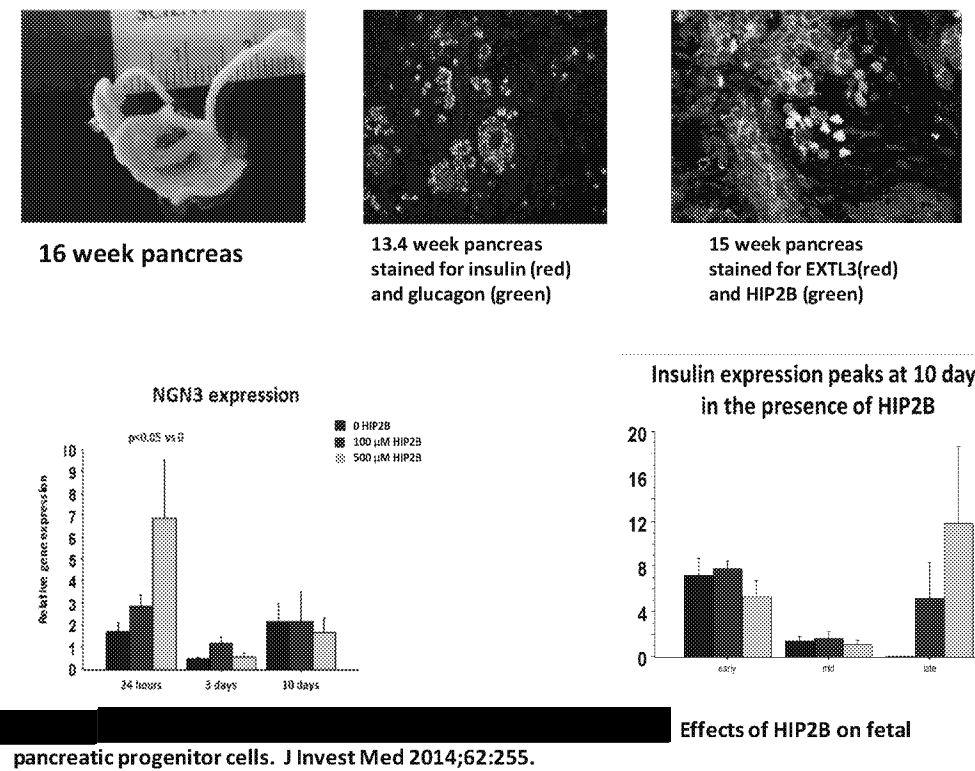 16 week pancreas
13.4 week pancreas
stained for insulin (red)
and glucagon (green)
15 week pancreas
stained for EXTL3(red)
and HIP2B (green)
NGN3 expression
p<0.05 vs 0
0 HIP2B
100 µM HIP2B
500 µM HIP2B
Relative gene expression
10
9
8
7
6
5
4
3
2
1
0
24 hours
3 days
10 days
Insulin expression peaks at 10 day
in the presence of HIP2B
20
16
12
8
4
0
early
mid
late
Effects of HIP2B on fetal
pancreatic progenitor cells. J Invest Med 2014;62:255.